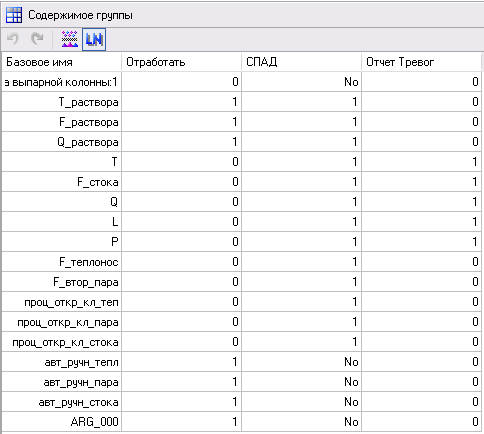 Содержимое группы
LN
Базовое имя Отработать СПАД Отчет Тревог
а выпарной колонны:1 0 No 0
Т_раствора 1 1 0
F_раствора 1 1 0
Q_раствора 1 1 0
T 0 1 1
F_стока 0 1 1
Q 0 1 1
L 0 1 1
P 0 1 1
F_теплонос 0 1 0
F_втор_пара 0 1 0
проц_откр_кл_теп 0 1 0
проц_откр_кл_пара 0 1 0
проц_откр_кл_стока 0 1 0
авт_ручн_тепл 1 No 0
авт_ручн_пара 1 No 0
авт_ручн_стока 1 No 0
ARG_000 1 No 0